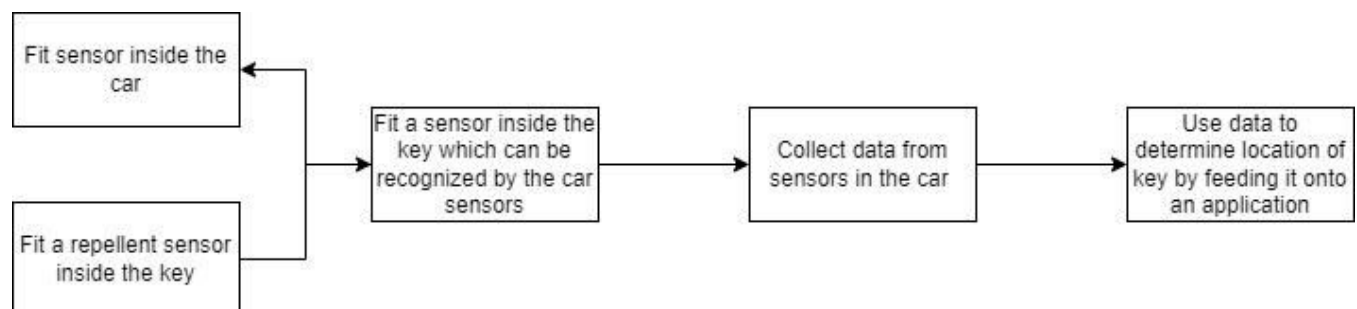 Fit sensor inside the
car
Fit a repellent sensor
inside the key
Fit a sensor inside the
key which can be
recognized by the car
sensors
Collect data from
sensors in the car
Use data to
determine location of
key by feeding it onto
an application